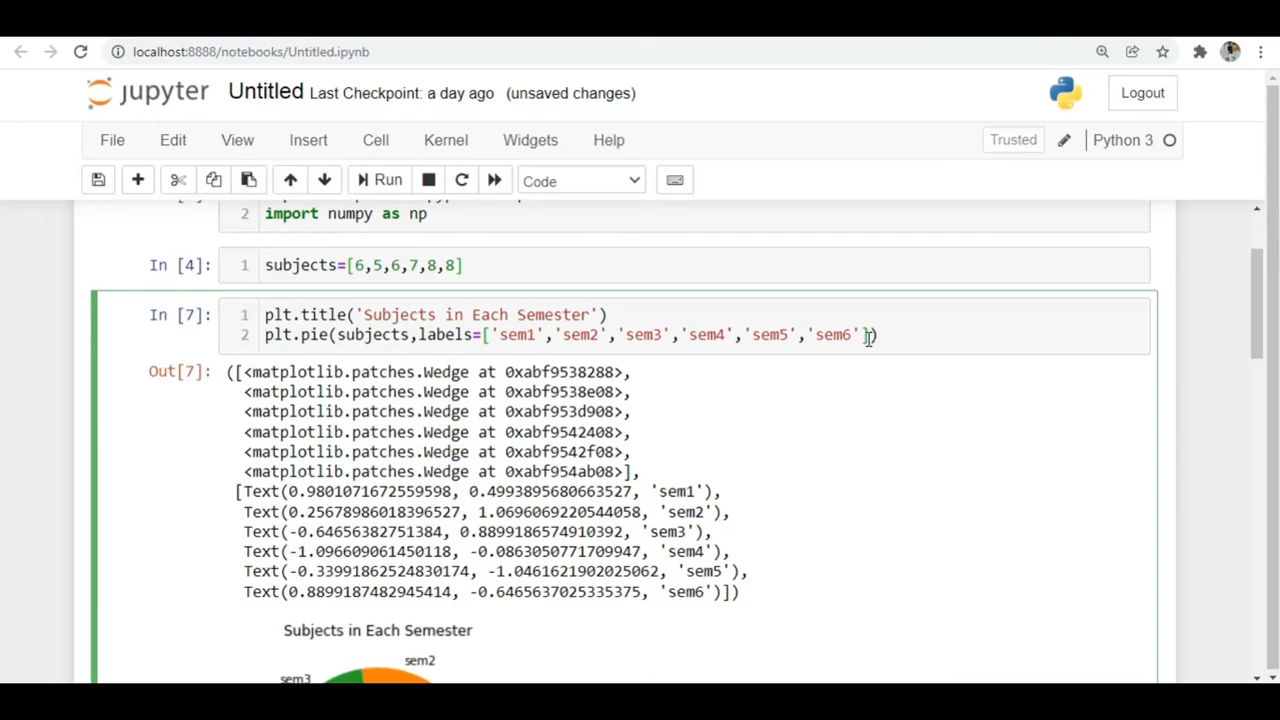 localhost:8888/notebooks/Untitled.ipynb
jupyter Untitled Last Checkpoint: a day ago (unsaved changes) Logout
File Edit View Insert Cell Kernel Widgets Help Trusted Python 3
Run Code
2 import numpy as np
In [4]: 1 subjects=[6,5,6,7,8,8]
In [7]: 1 plt.title('Subjects in Each Semester')
2 plt.pie(subjects,labels=['sem1','sem2','sem3','sem4','sem5','sem6'])
Out[7]: ([<matplotlib.patches.Wedge at 0xabf9538288>,
<matplotlib.patches.Wedge at 0xabf9538e08>,
<matplotlib.patches.Wedge at 0xabf953d908>,
<matplotlib.patches.Wedge at 0xabf9542408>,
<matplotlib.patches.Wedge at 0xabf9542f08>,
<matplotlib.patches.Wedge at 0xabf954ab08>],
[Text(0.9801071672559598, 0.4993895680663527, 'sem1'),
Text(0.25678986018396527, 1.0696069220544058, 'sem2'),
Text(-0.64656382751384, 0.8899186574910392, 'sem3'),
Text(-1.096609061450118, -0.0863050771709947, 'sem4'),
Text(-0.33991862524830174, -1.0461621902025062, 'sem5'),
Text(0.8899187482945414, -0.6465637025335375, 'sem6')])
Subjects in Each Semester
sem2
sem3